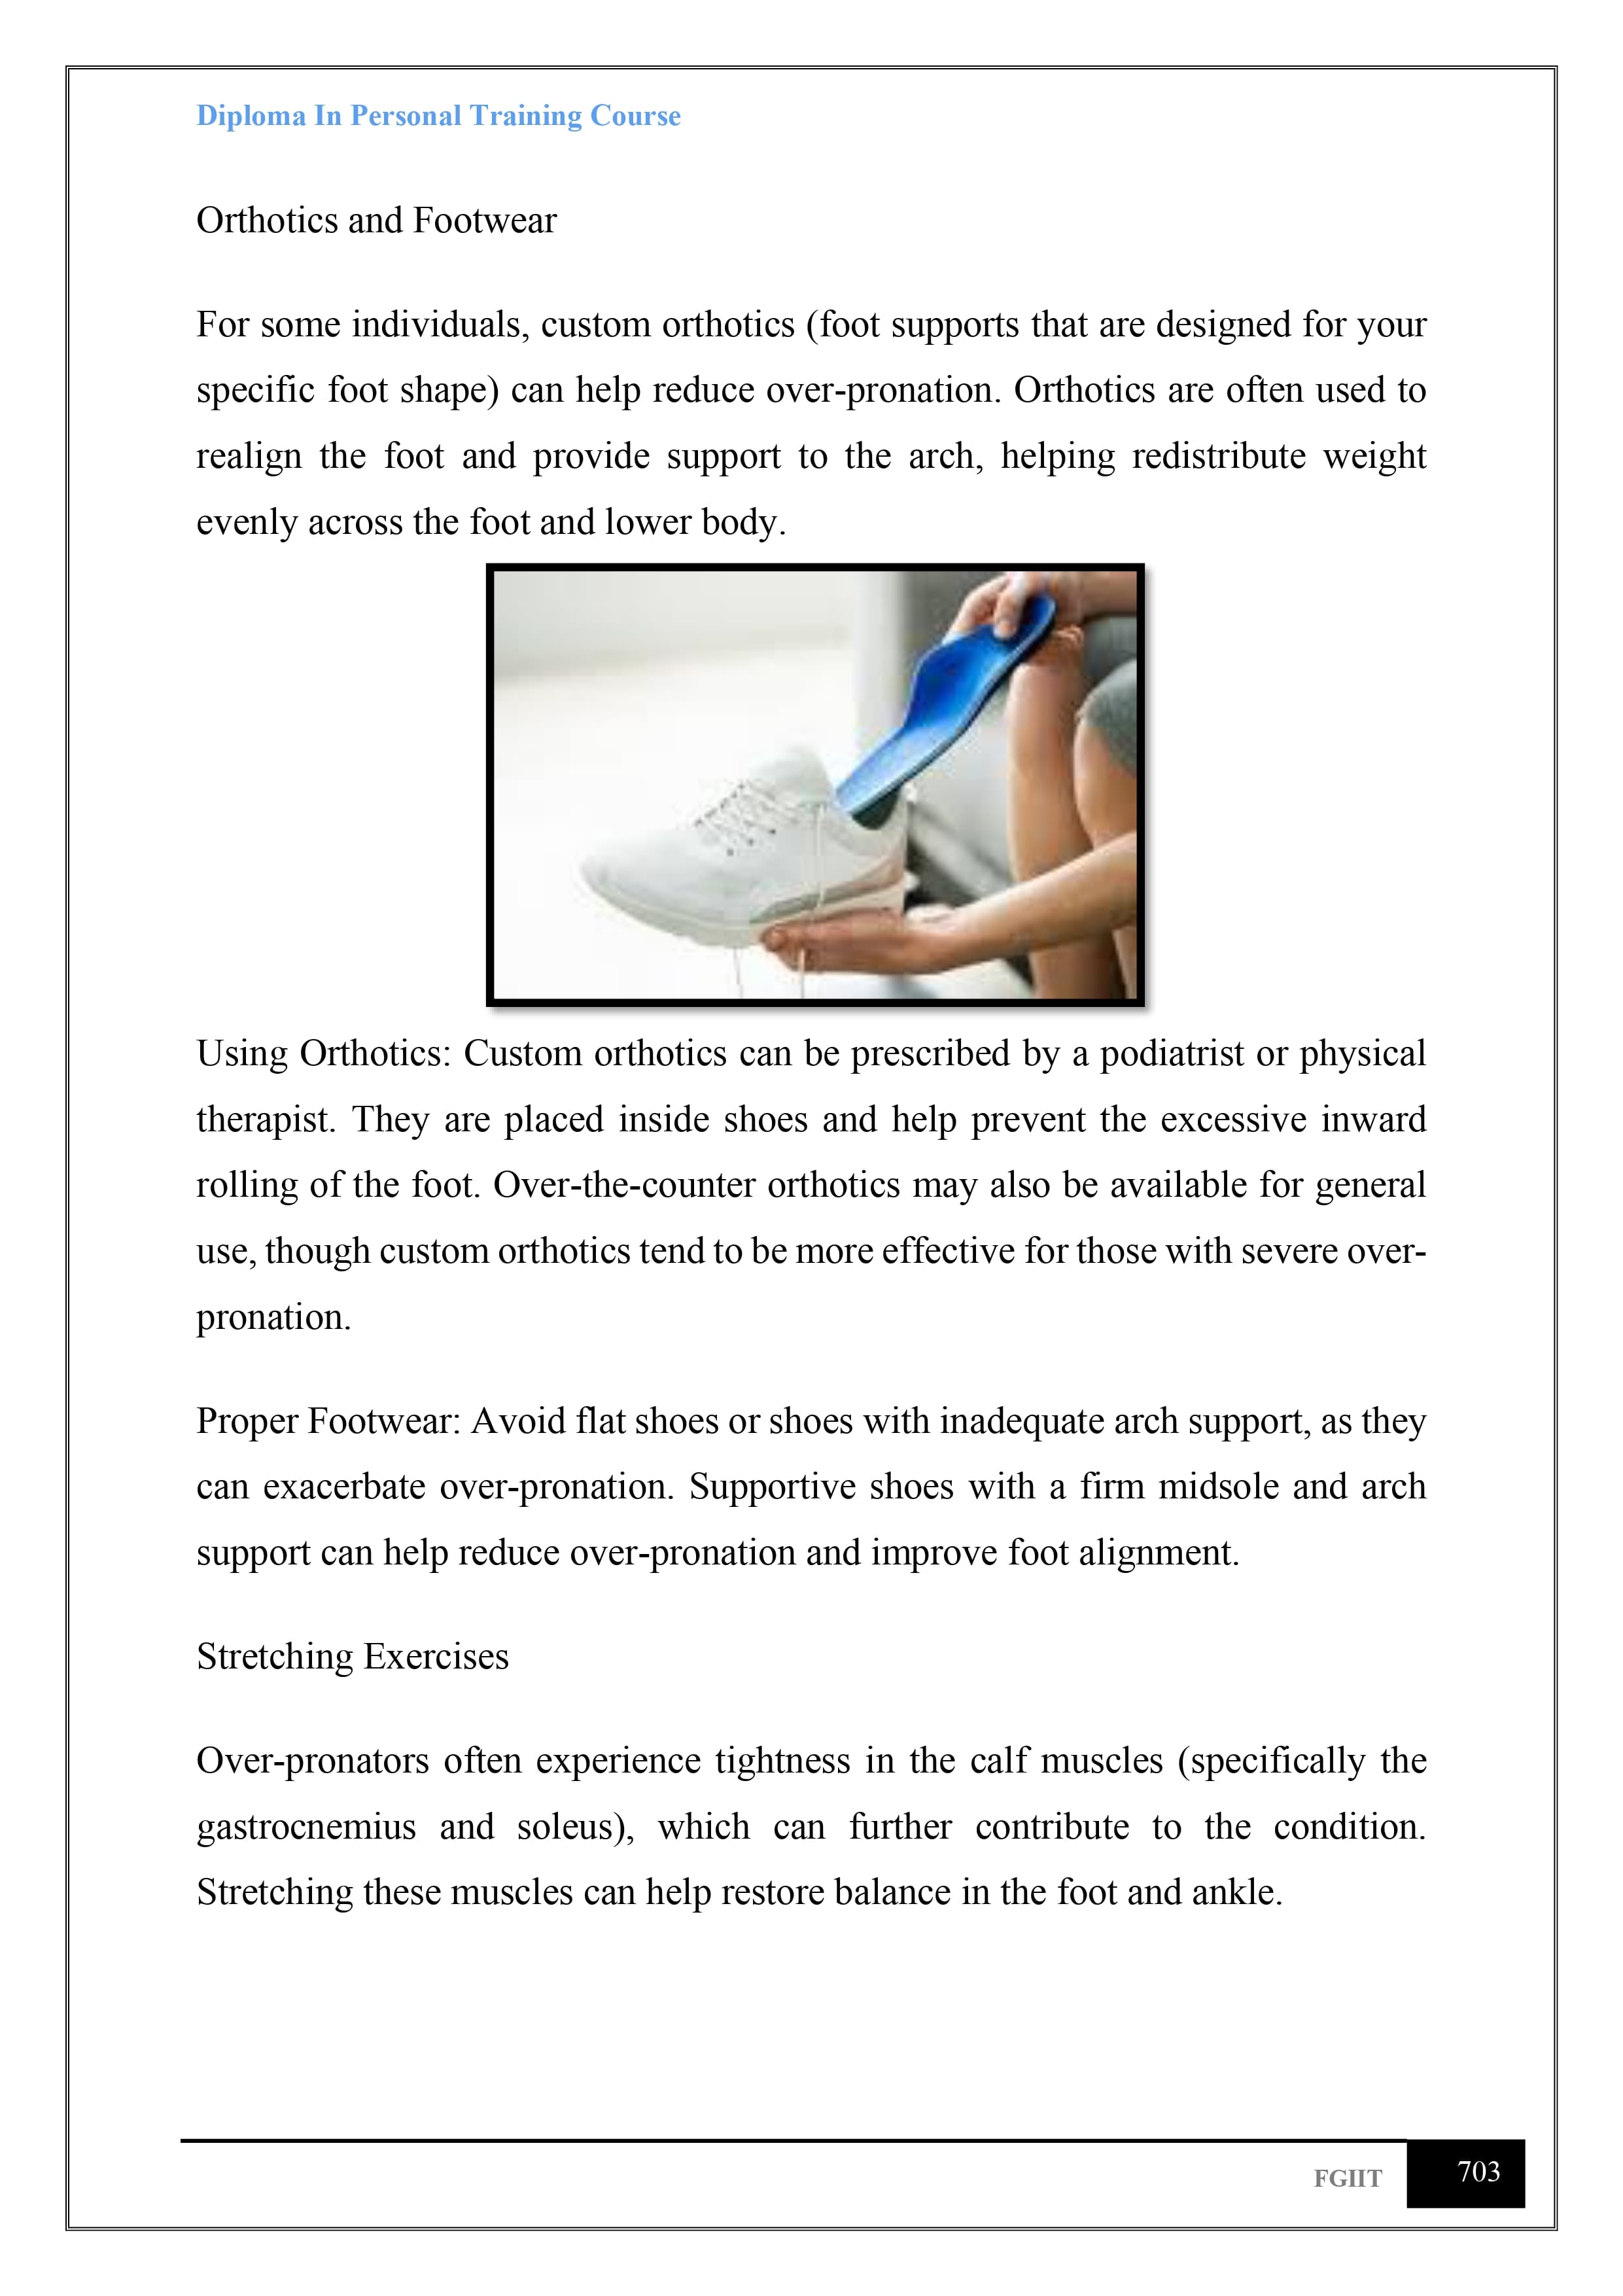 Diploma In Personal Training Course
Orthotics and Footwear
For some individuals, custom orthotics (foot supports that are designed for your
specific foot shape) can help reduce over-pronation. Orthotics are often used to
realign the foot and provide support to the arch, helping redistribute weight
evenly across the foot and lower body.
Using Orthotics: Custom orthotics can be prescribed by a podiatrist or physical
therapist. They are placed inside shoes and help prevent the excessive inward
rolling of the foot. Over-the-counter orthotics may also be available for general
use, though custom orthotics tend to be more effective for those with severe over-
pronation.
Proper Footwear: Avoid flat shoes or shoes with inadequate arch support, as they
can exacerbate over-pronation. Supportive shoes with a firm midsole and arch
support can help reduce over-pronation and improve foot alignment.
Stretching Exercises
Over-pronators often experience tightness in the calf muscles (specifically the
gastrocnemius and soleus), which can further contribute to the condition.
Stretching these muscles can help restore balance in the foot and ankle.
FGIIT
703